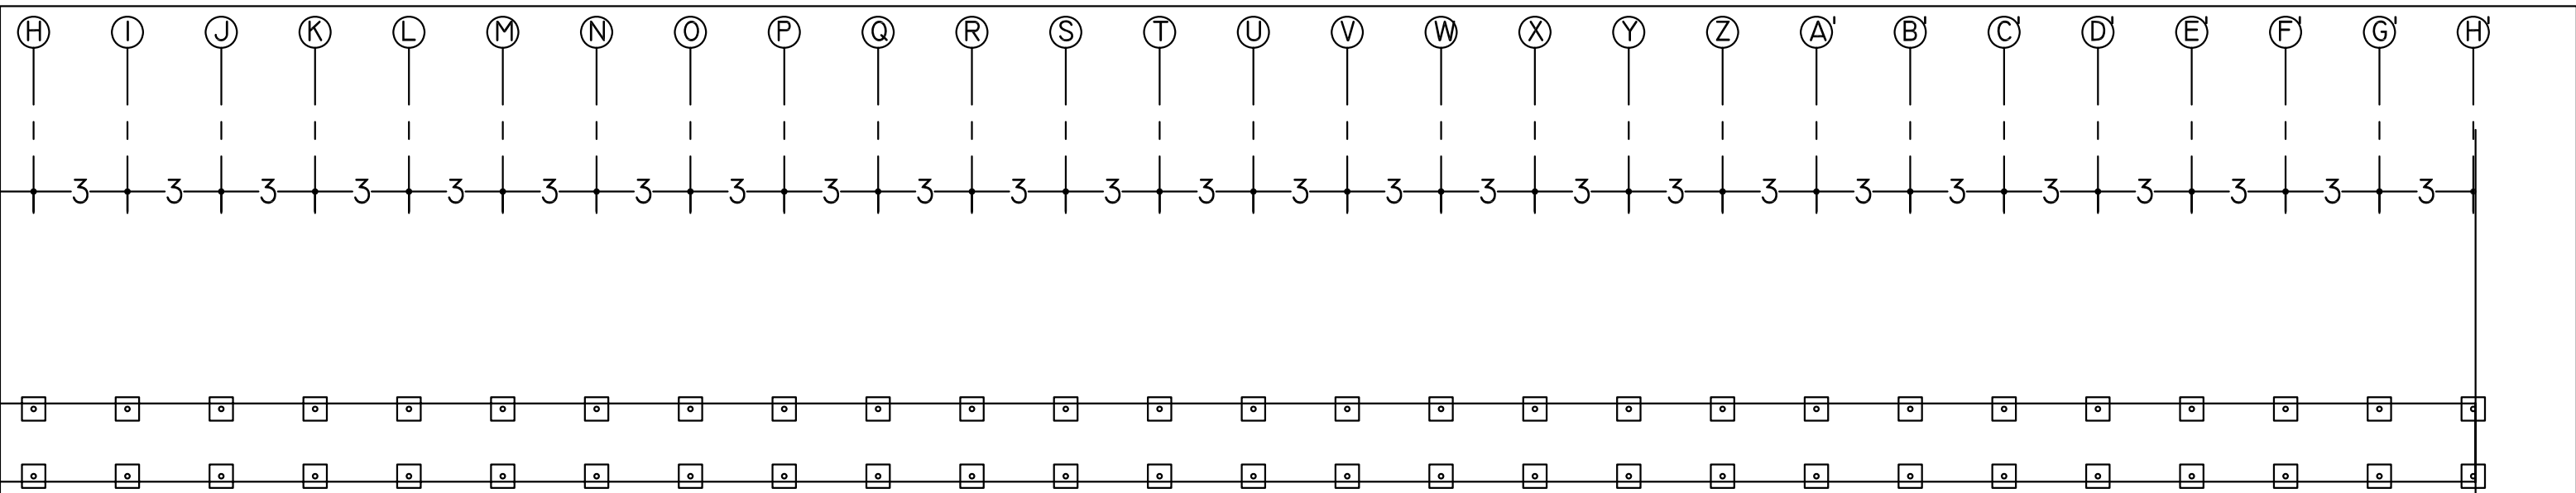 H I J K L M N O P Q R S T U V W X Y Z A' B' C' D' E' F' G' H'
3 3 3 3 3 3 3 3 3 3 3 3 3 3 3 3 3 3 3 3 3 3 3 3 3 3